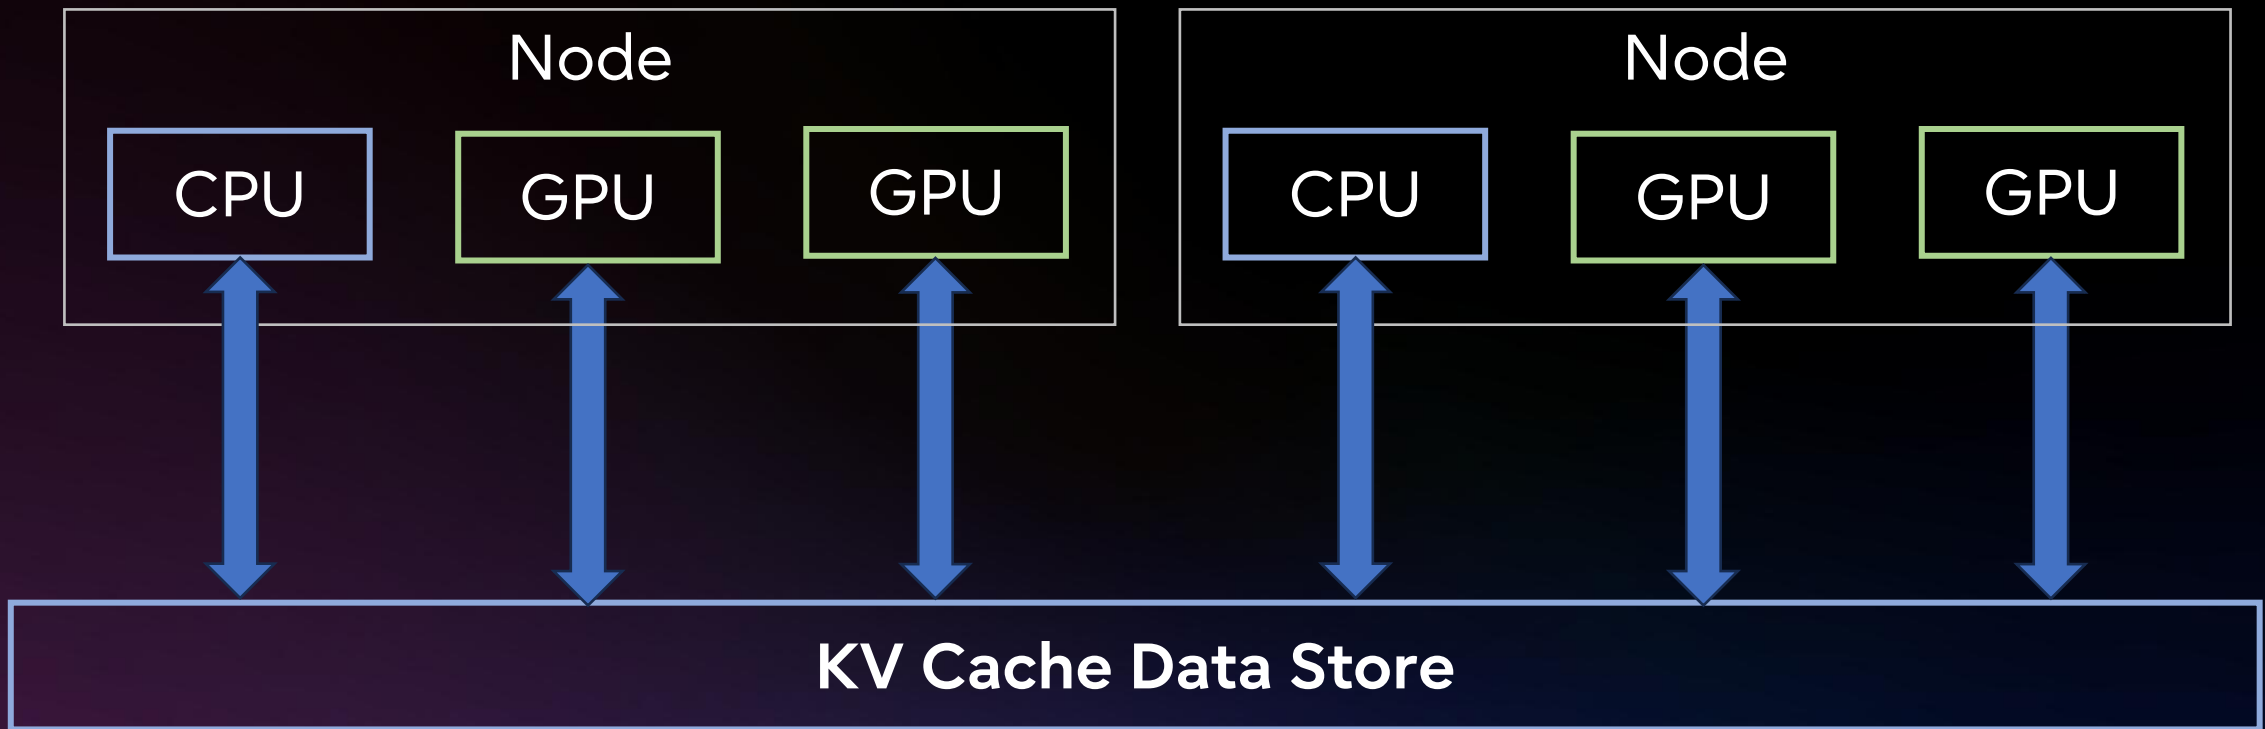 Node
CPU
GPU
GPU
Node
CPU
GPU
GPU
KV Cache Data Store